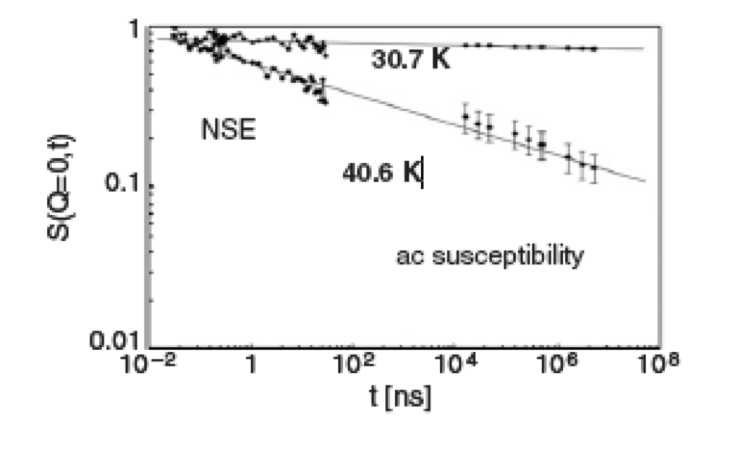 1
30.7 K
NSE
0.1
40.6 K
S(Q=0,t)
ac susceptibility
0.01
10⁻² 1 10² 10⁴ 10⁶ 10⁸
t [ns]